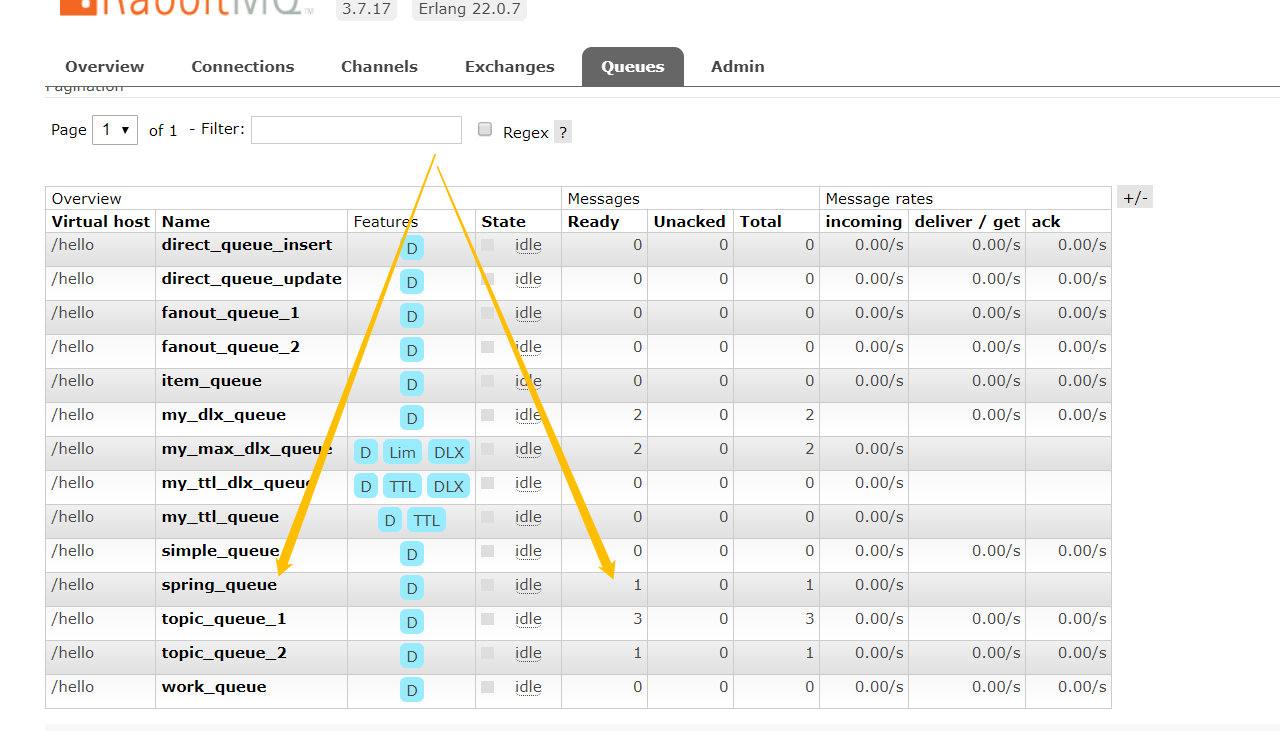 RabbitMQ TM 3.7.17 Erlang 22.0.7
Overview Connections Channels Exchanges Queues Admin
Pagination
Page 1 of 1 - Filter: Regex ?
Overview Messages Message rates +/-
Virtual host Name Features State Ready Unacked Total incoming deliver / get ack
/hello direct_queue_insert D idle 0 0 0 0.00/s 0.00/s 0.00/s
/hello direct_queue_update D idle 0 0 0 0.00/s 0.00/s 0.00/s
/hello fanout_queue_1 D idle 0 0 0 0.00/s 0.00/s 0.00/s
/hello fanout_queue_2 D idle 0 0 0 0.00/s 0.00/s 0.00/s
/hello item_queue D idle 0 0 0 0.00/s 0.00/s 0.00/s
/hello my_dlx_queue D idle 2 0 2 0.00/s 0.00/s
/hello my_max_dlx_queue D Lim DLX idle 2 0 2 0.00/s
/hello my_ttl_dlx_queue D TTL DLX idle 0 0 0 0.00/s
/hello my_ttl_queue D TTL idle 0 0 0 0.00/s
/hello simple_queue D idle 0 0 0 0.00/s 0.00/s 0.00/s
/hello spring_queue D idle 1 0 1 0.00/s
/hello topic_queue_1 D idle 3 0 3 0.00/s 0.00/s 0.00/s
/hello topic_queue_2 D idle 1 0 1 0.00/s 0.00/s 0.00/s
/hello work_queue D idle 0 0 0 0.00/s 0.00/s 0.00/s